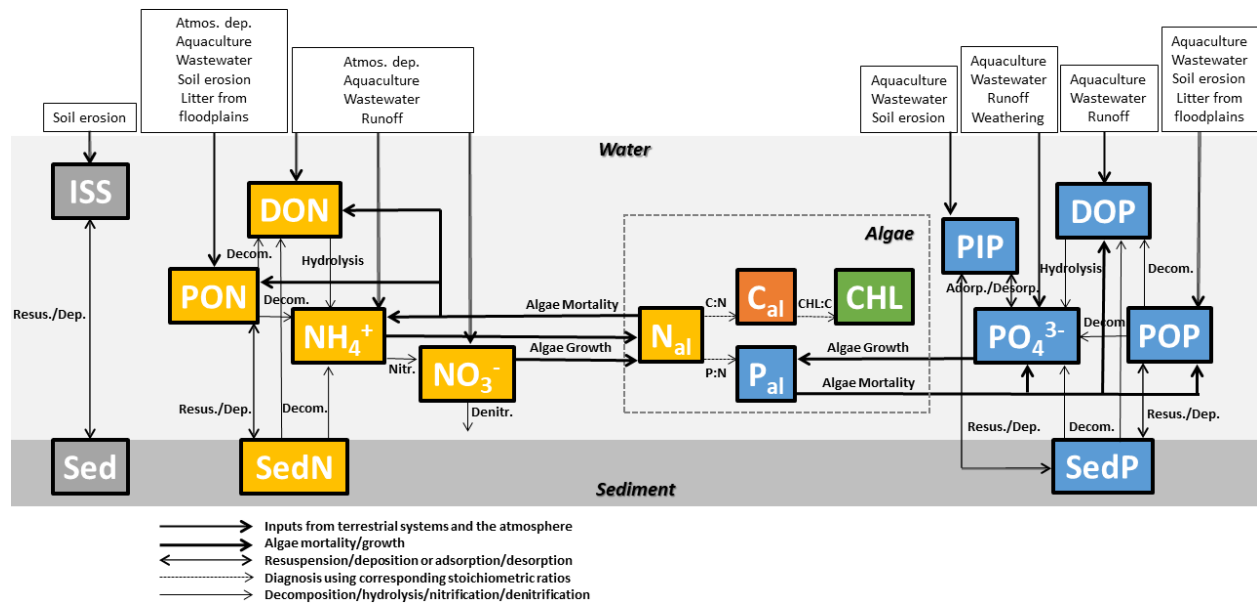 Soil erosion
Atmos. dep.
Aquaculture
Wastewater
Soil erosion
Litter from
floodplains
Atmos. dep.
Aquaculture
Wastewater
Runoff
Aquaculture
Wastewater
Soil erosion
Aquaculture
Wastewater
Runoff
Weathering
Aquaculture
Wastewater
Runoff
Aquaculture
Wastewater
Soil erosion
Litter from
floodplains
Water
ISS
DON
Decom.
Hydrolysis
PON
Decom.
NH₄⁺
Nitr.
NO₃⁻
Denitr.
Resus./Dep.
Resus./Dep.
Decom.
Algae Mortality
Algae Growth
Algae
C:N
Cal
CHL:C
CHL
Nal
P:N
Pal
Algae Growth
Algae Mortality
PIP
DOP
Adorp./Desorp.
Hydrolysis
Decom.
PO₄³⁻
Decom
POP
Resus./Dep.
Decom.
Resus./Dep.
Sed
SedN
SedP
Sediment
Inputs from terrestrial systems and the atmosphere
Algae mortality/growth
Resuspension/deposition or adsorption/desorption
Diagnosis using corresponding stoichiometric ratios
Decomposition/hydrolysis/nitrification/denitrification